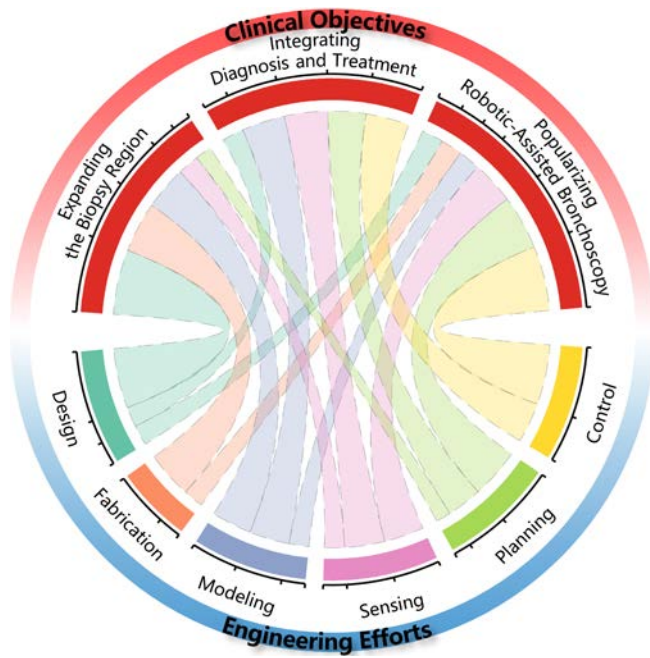 Clinical Objectives
Integrating
Diagnosis and Treatment
Expanding
the Biopsy Region
Popularizing
Robotic-Assisted Bronchoscopy
Design
Fabrication
Modeling
Sensing
Planning
Control
Engineering Efforts